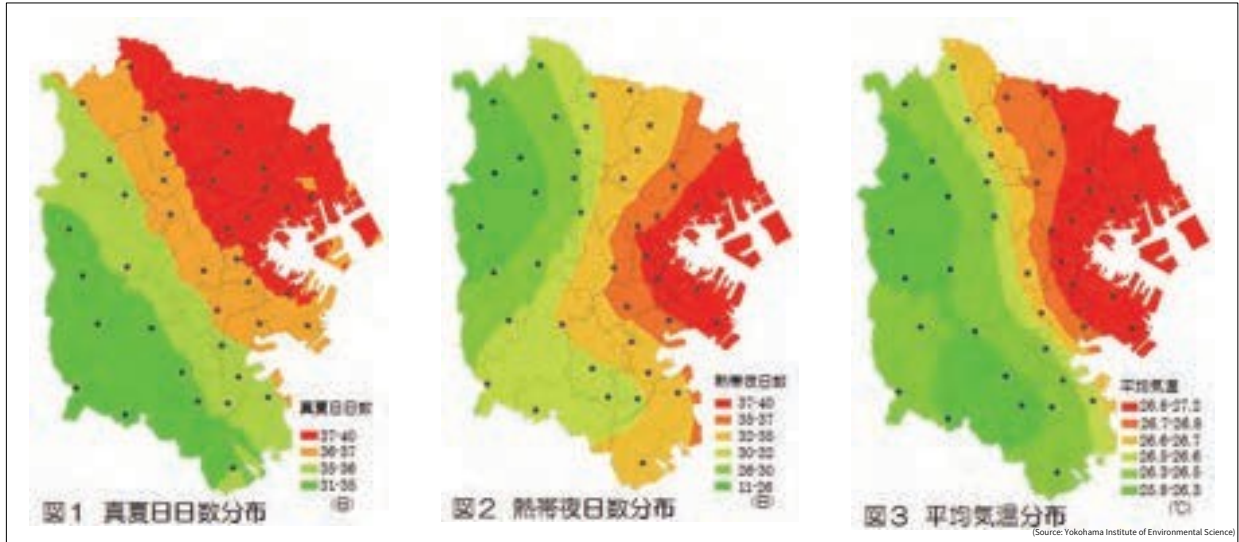 真夏日日数
37-40
36-37
35-36
31-35
(日)
図1 真夏日日数分布
熱帯夜日数
37-40
35-37
32-35
30-32
26-30
11-26
(日)
図2 熱帯夜日数分布
平均気温
26.8-27.2
26.7-26.8
26.6-26.7
26.5-26.6
26.3-26.5
25.8-26.3
(℃)
図3 平均気温分布
(Source: Yokohama Institute of Environmental Science)